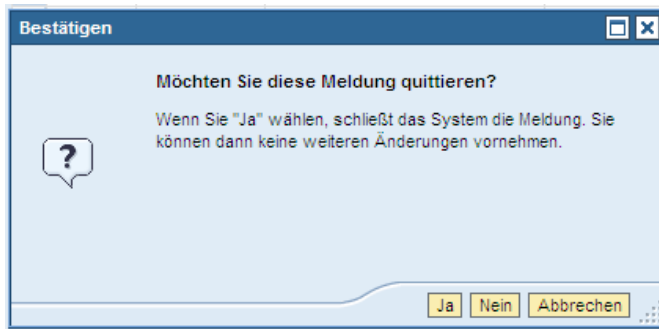 Bestätigen
Möchten Sie diese Meldung quittieren?
Wenn Sie "Ja" wählen, schließt das System die Meldung. Sie
können dann keine weiteren Änderungen vornehmen.
?
Ja Nein Abbrechen